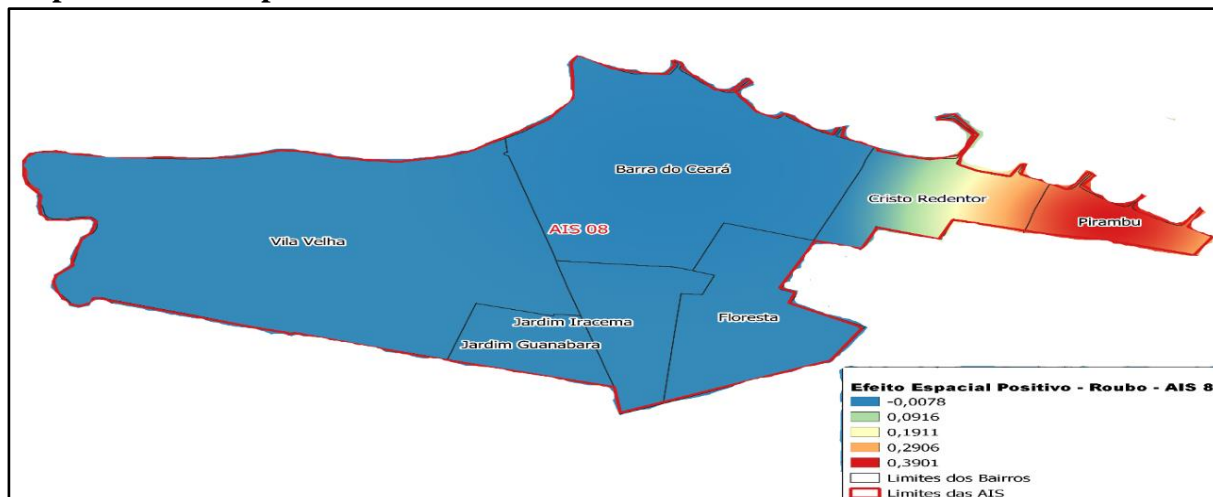 Barra do Ceará
Cristo Redentor
Pirambu
AIS 08
Vila Velha
Floresta
Jardim Iracema
Jardim Guanabara
Efeito Espacial Positivo - Roubo - AIS 8
-0,0078
0,0916
0,1911
0,2906
0,3901
Limites dos Bairros
Limites das AIS